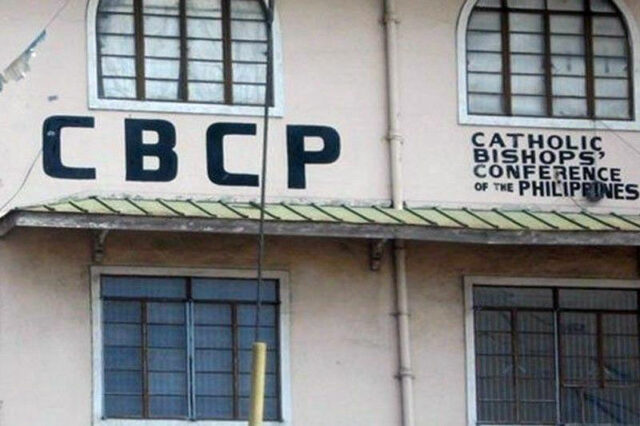 CBCP
CATHOLIC
BISHOPS'
CONFERENCE
OF THE PHILIPPINES